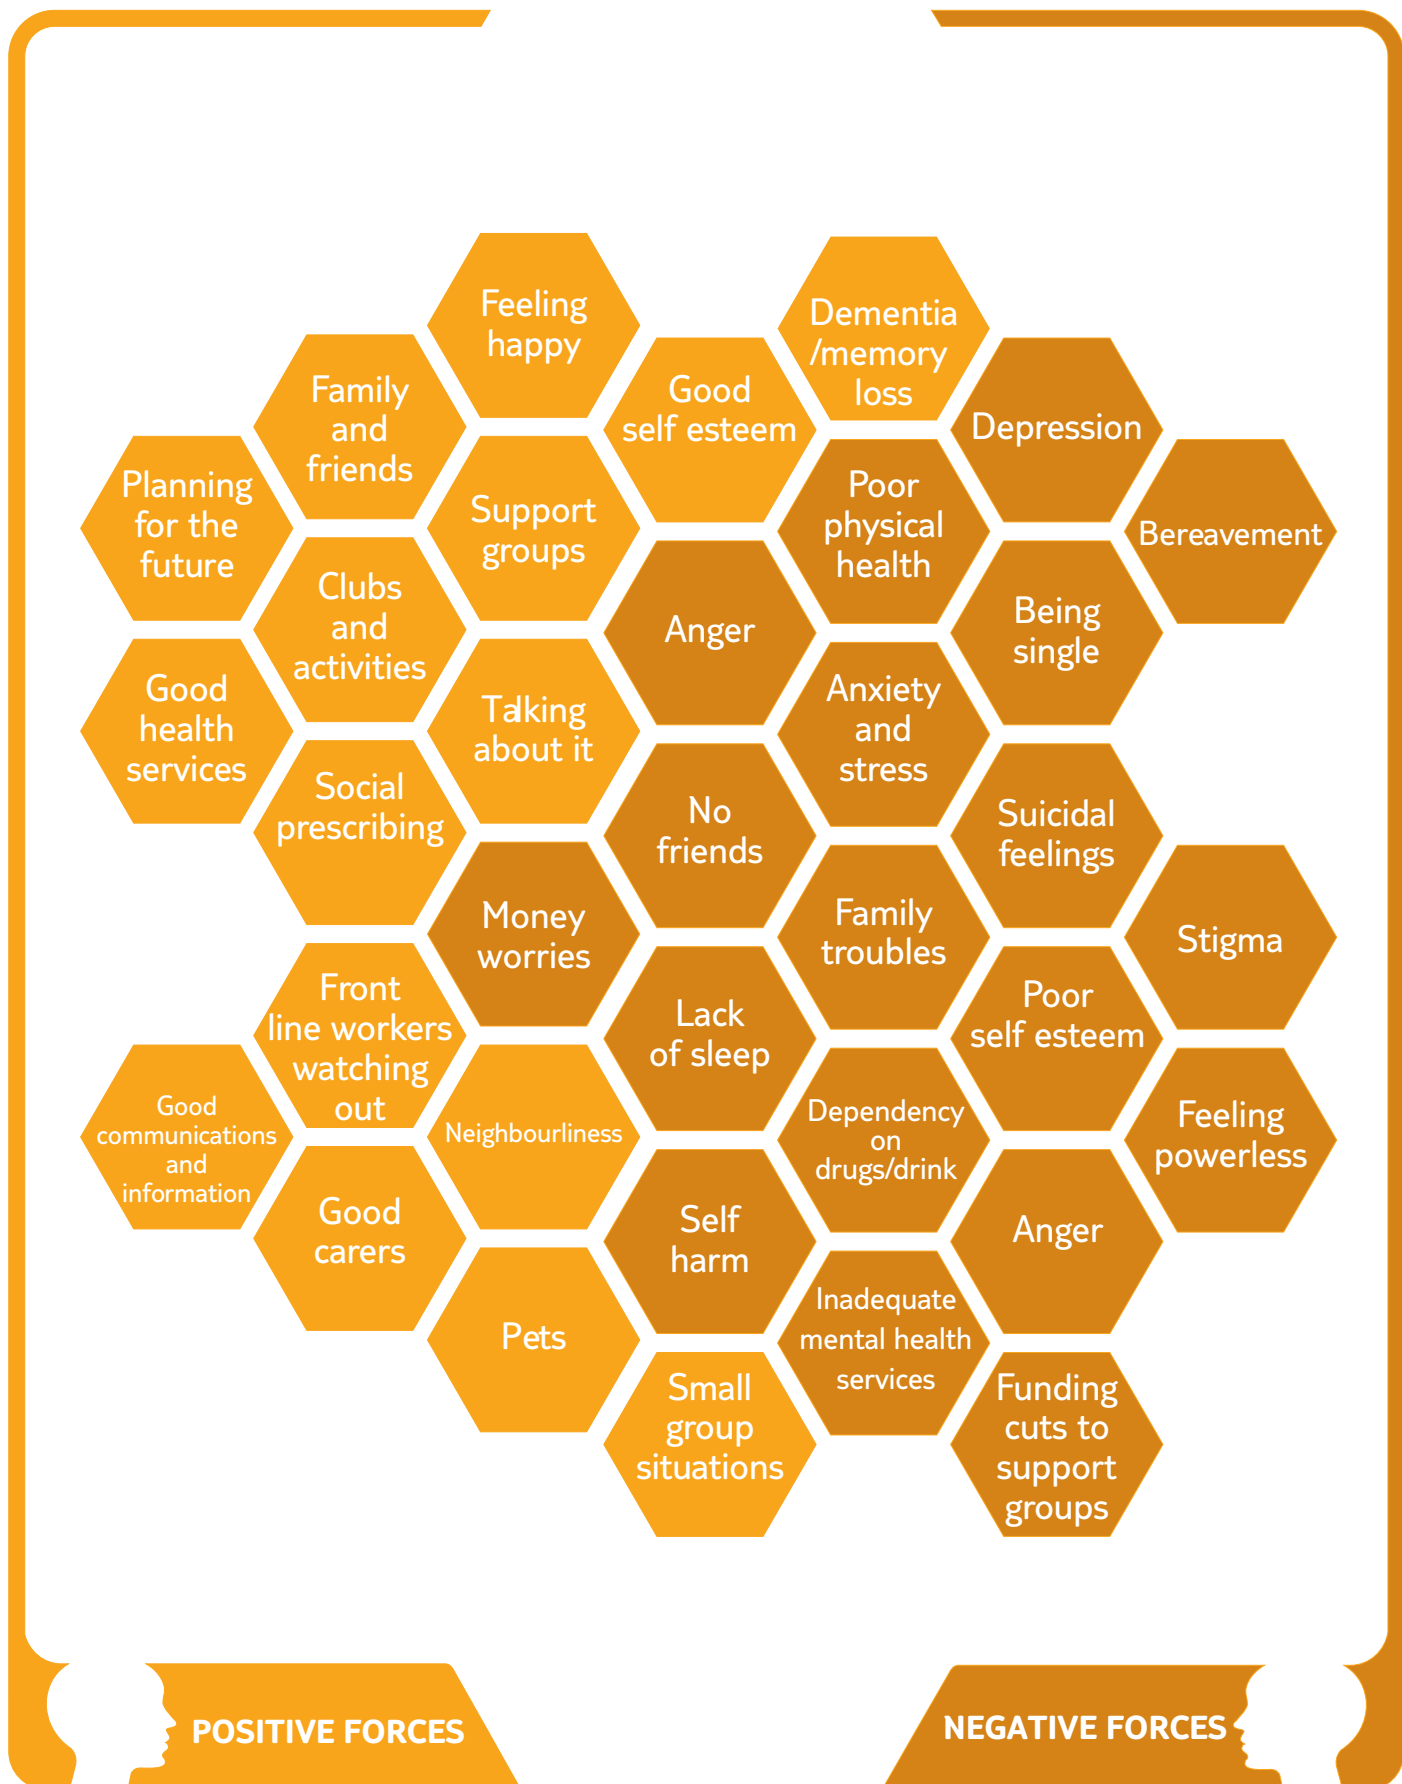 Feeling
happy
Dementia
/memory
loss
Family
and
friends
Good
self esteem
Depression
Planning
for the
future
Support
groups
Poor
physical
health
Bereavement
Clubs
and
activities
Anger
Being
single
Good
health
services
Talking
about it
Anxiety
and
stress
Social
prescribing
No
friends
Suicidal
feelings
Money
worries
Family
troubles
Stigma
Front
line workers
watching
out
Lack
of sleep
Poor
self esteem
Good
communications
and
information
Neighbourliness
Dependency
on
drugs/drink
Feeling
powerless
Good
carers
Self
harm
Anger
Pets
Inadequate
mental health
services
Small
group
situations
Funding
cuts to
support
groups
POSITIVE FORCES
NEGATIVE FORCES